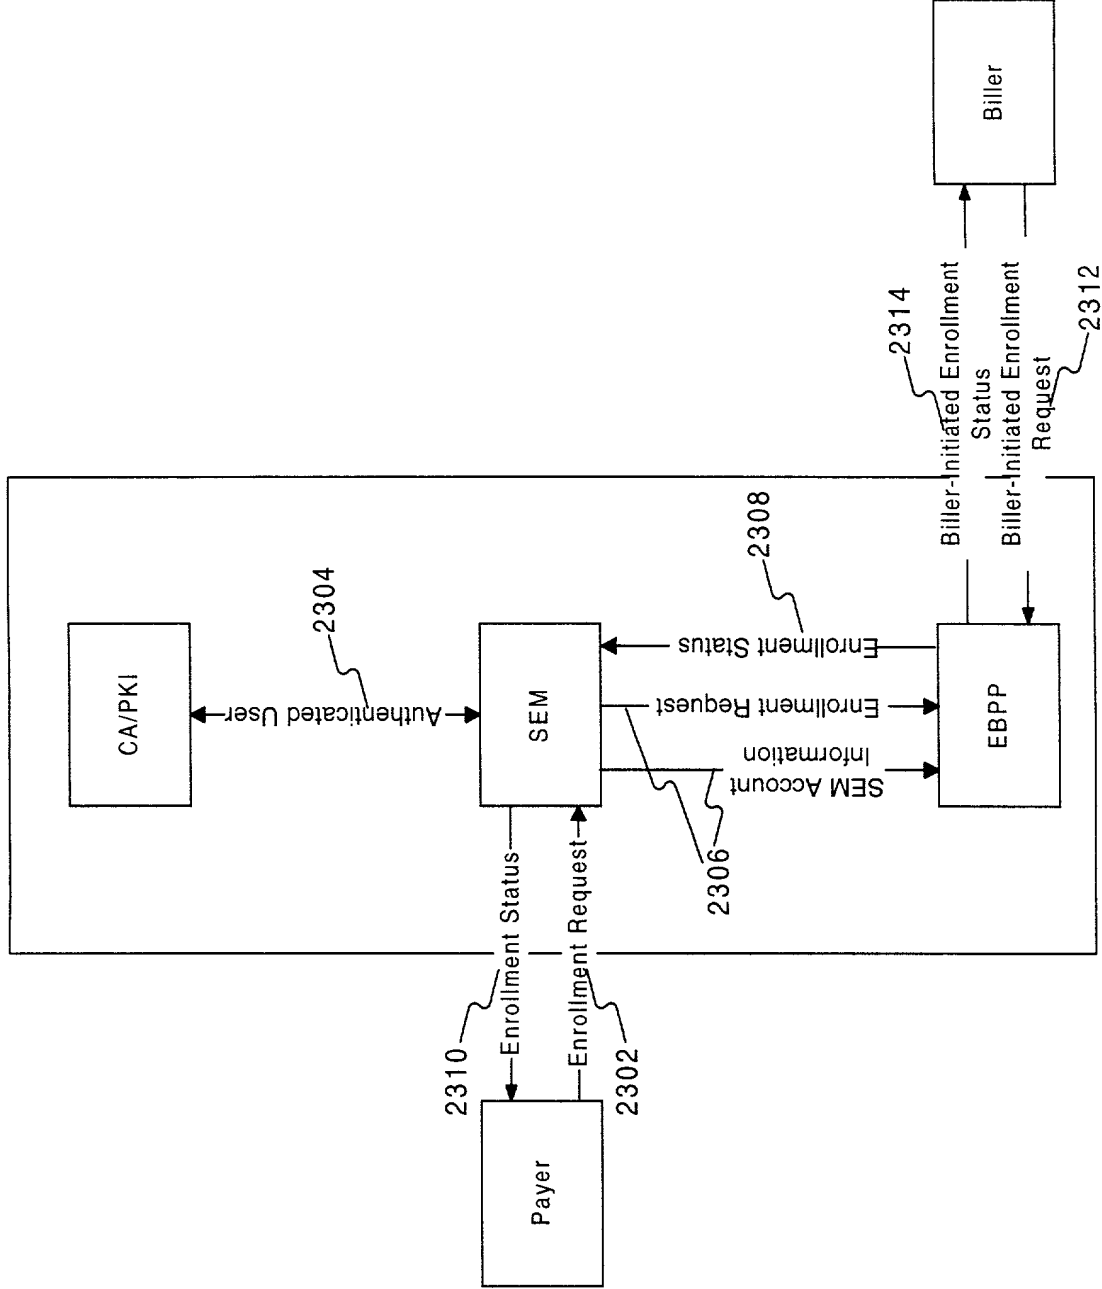 CA/PKI
2304
Authenticated User
SEM
Payer
2310
Enrollment Status
Enrollment Request
2302
2306
SEM Account
Information
Enrollment Request
Enrollment Status
2308
EBPP
2314
Biller-Initiated Enrollment
Status
Biller-Initiated Enrollment
Request
2312
Biller